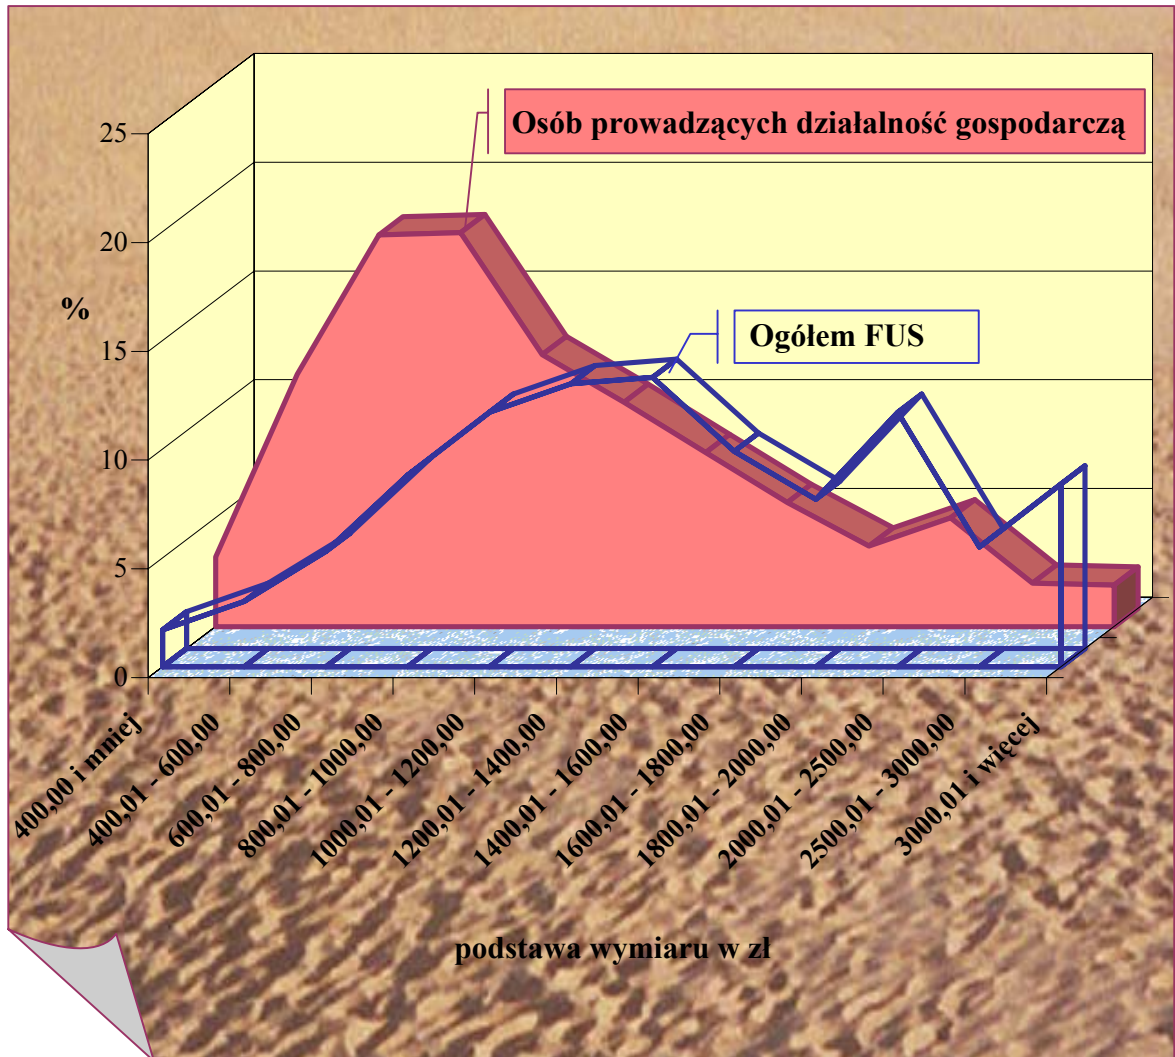 25
20
15
10
5
0
%
Osób prowadzących działalność gospodarczą
Ogółem FUS
400,00 i mniej
400,01 - 600,00
600,01 - 800,00
800,01 - 1000,00
1000,01 - 1200,00
1200,01 - 1400,00
1400,01 - 1600,00
1600,01 - 1800,00
1800,01 - 2000,00
2000,01 - 2500,00
2500,01 - 3000,00
3000,01 i więcej
podstawa wymiaru w zł